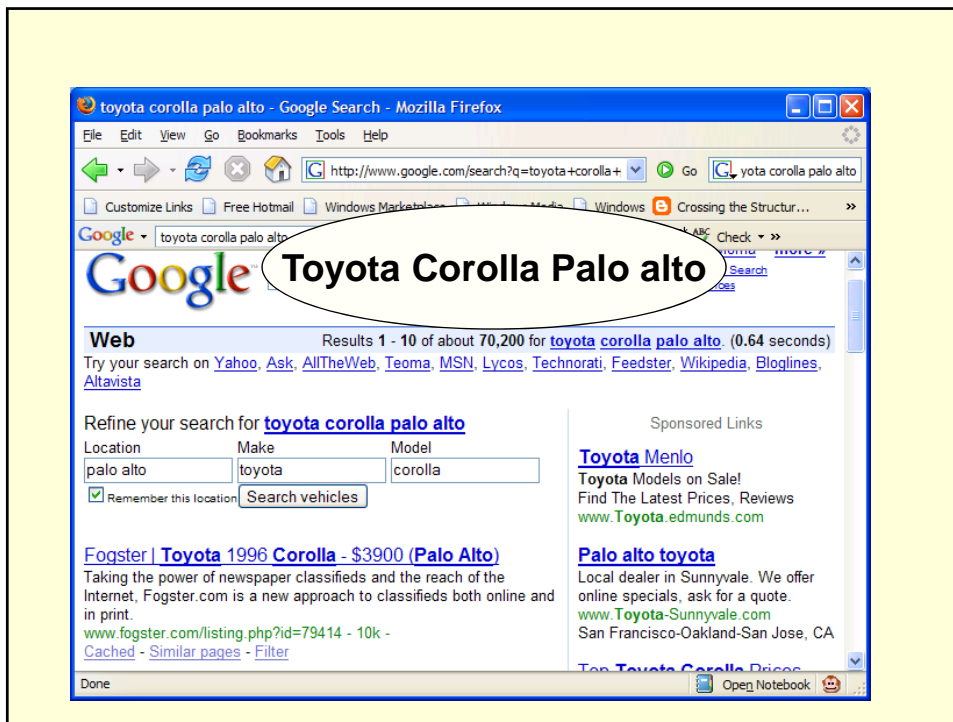 toyota corolla palo alto - Google Search - Mozilla Firefox
File Edit View Go Bookmarks Tools Help
http://www.google.com/search?q=toyota+corolla+ Go yota corolla palo alto
Customize Links Free Hotmail Windows Marketplace Windows Media Windows Crossing the Structur... »
Google toyota corolla palo alto ABC Check »
Google Toyota Corolla Palo alto more »
Search
Web Results 1 - 10 of about 70,200 for toyota corolla palo alto. (0.64 seconds)
Try your search on Yahoo, Ask, AllTheWeb, Teoma, MSN, Lycos, Technorati, Feedster, Wikipedia, Bloglines,
Altavista
Refine your search for toyota corolla palo alto
Location Make Model
palo alto toyota corolla
Remember this location Search vehicles
Fogster | Toyota 1996 Corolla - $3900 (Palo Alto)
Taking the power of newspaper classifieds and the reach of the
Internet, Fogster.com is a new approach to classifieds both online and
in print.
www.fogster.com/listing.php?id=79414 - 10k -
Cached - Similar pages - Filter
Sponsored Links
Toyota Menlo
Toyota Models on Sale!
Find The Latest Prices, Reviews
www.Toyota.edmunds.com
Palo alto toyota
Local dealer in Sunnyvale. We offer
online specials, ask for a quote.
www.Toyota-Sunnyvale.com
San Francisco-Oakland-San Jose, CA
Top Toyota Corolla Prices
Done Open Notebook